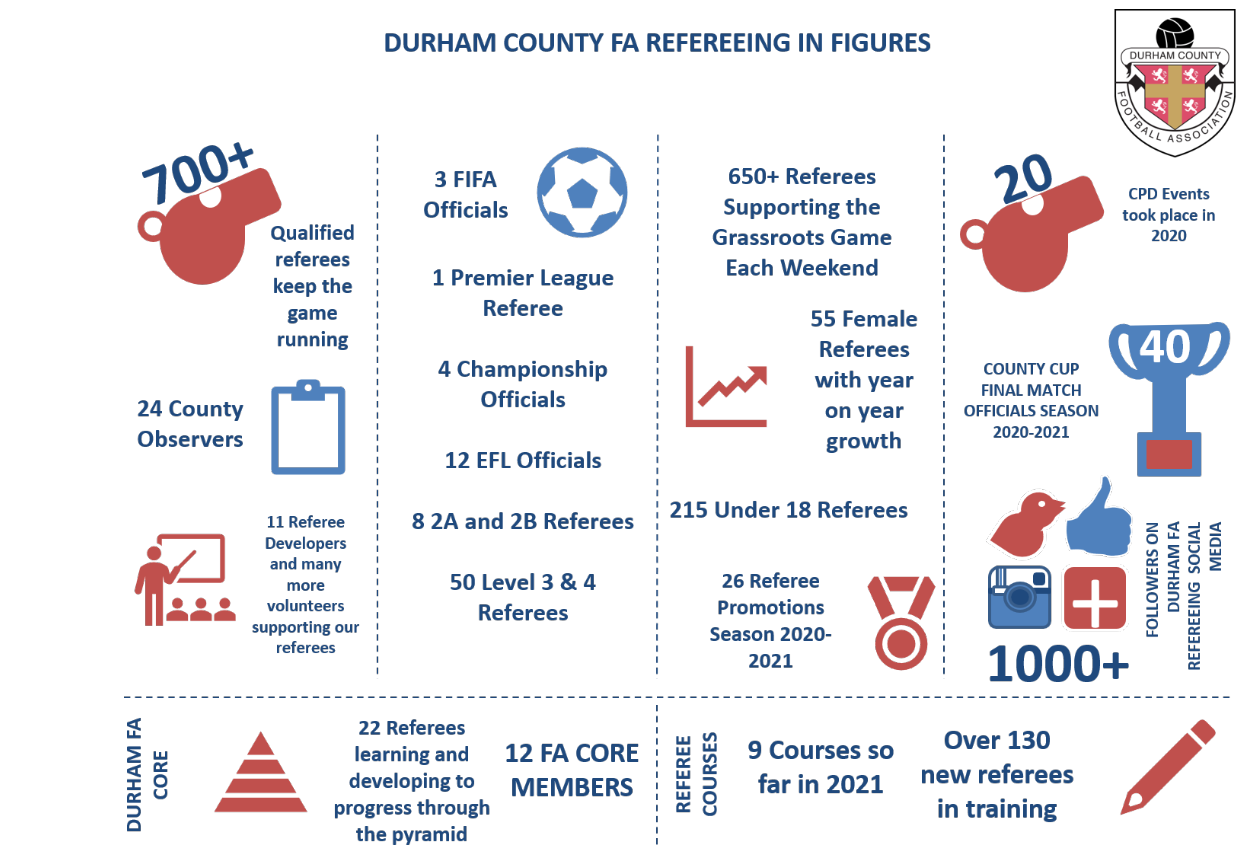 DURHAM COUNTY FA REFEREEING IN FIGURES
DURHAM COUNTY
FOOTBALL ASSOCIATION
700+
Qualified
referees
keep the
game
running
24 County
Observers
11 Referee
Developers
and many
more
volunteers
supporting our
referees
3 FIFA
Officials
1 Premier League
Referee
4 Championship
Officials
12 EFL Officials
8 2A and 2B Referees
50 Level 3 & 4
Referees
650+ Referees
Supporting the
Grassroots Game
Each Weekend
55 Female
Referees
with year
on year
growth
215 Under 18 Referees
26 Referee
Promotions
Season 2020-
2021
20
CPD Events
took place in
2020
COUNTY CUP
FINAL MATCH
OFFICIALS SEASON
2020-2021
40
FOLLOWERS ON
DURHAM FA
REFEREEING SOCIAL
MEDIA
1000+
DURHAM FA
CORE
22 Referees
learning and
developing to
progress through
the pyramid
12 FA CORE
MEMBERS
REFEREE
COURSES
9 Courses so
far in 2021
Over 130
new referees
in training